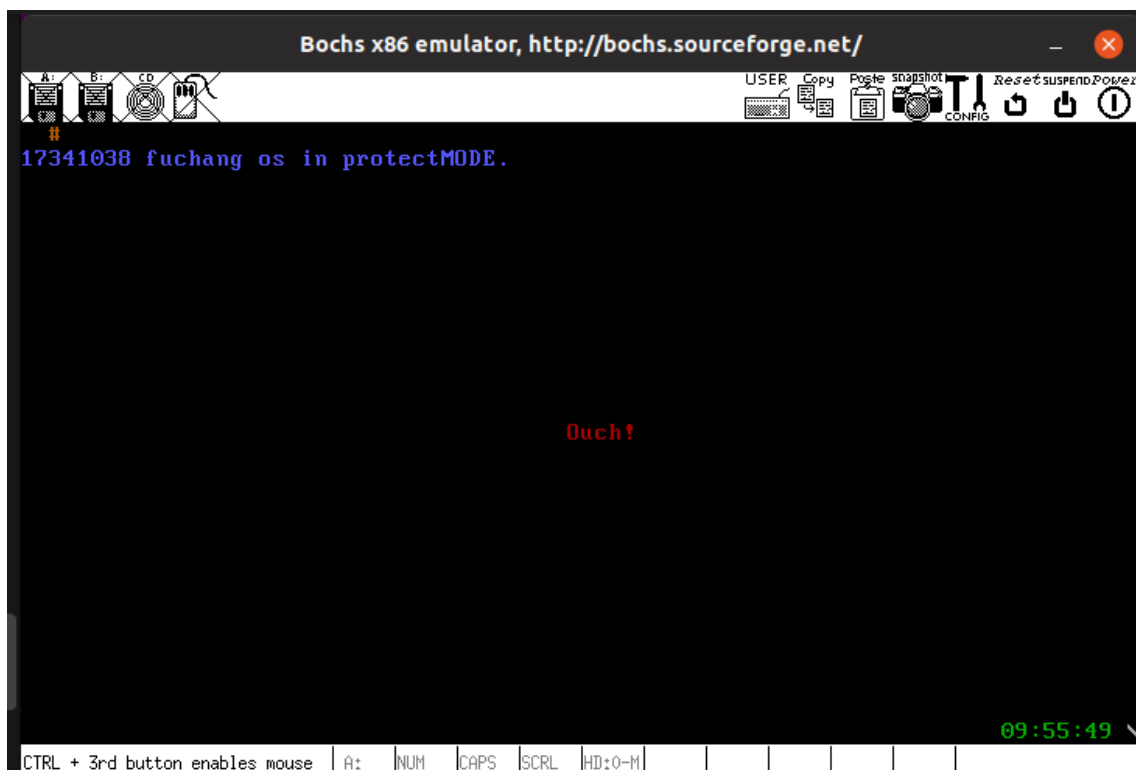 Bochs x86 emulator, http://bochs.sourceforge.net/
A: B: CD USER Copy Paste snapshot CONFIG Reset SUSPEND Power
#
17341038 fuchang os in protectMODE.
Ouch!
09:55:49 \
CTRL + 3rd button enables mouse A: NUM CAPS SCRL HD:0-M